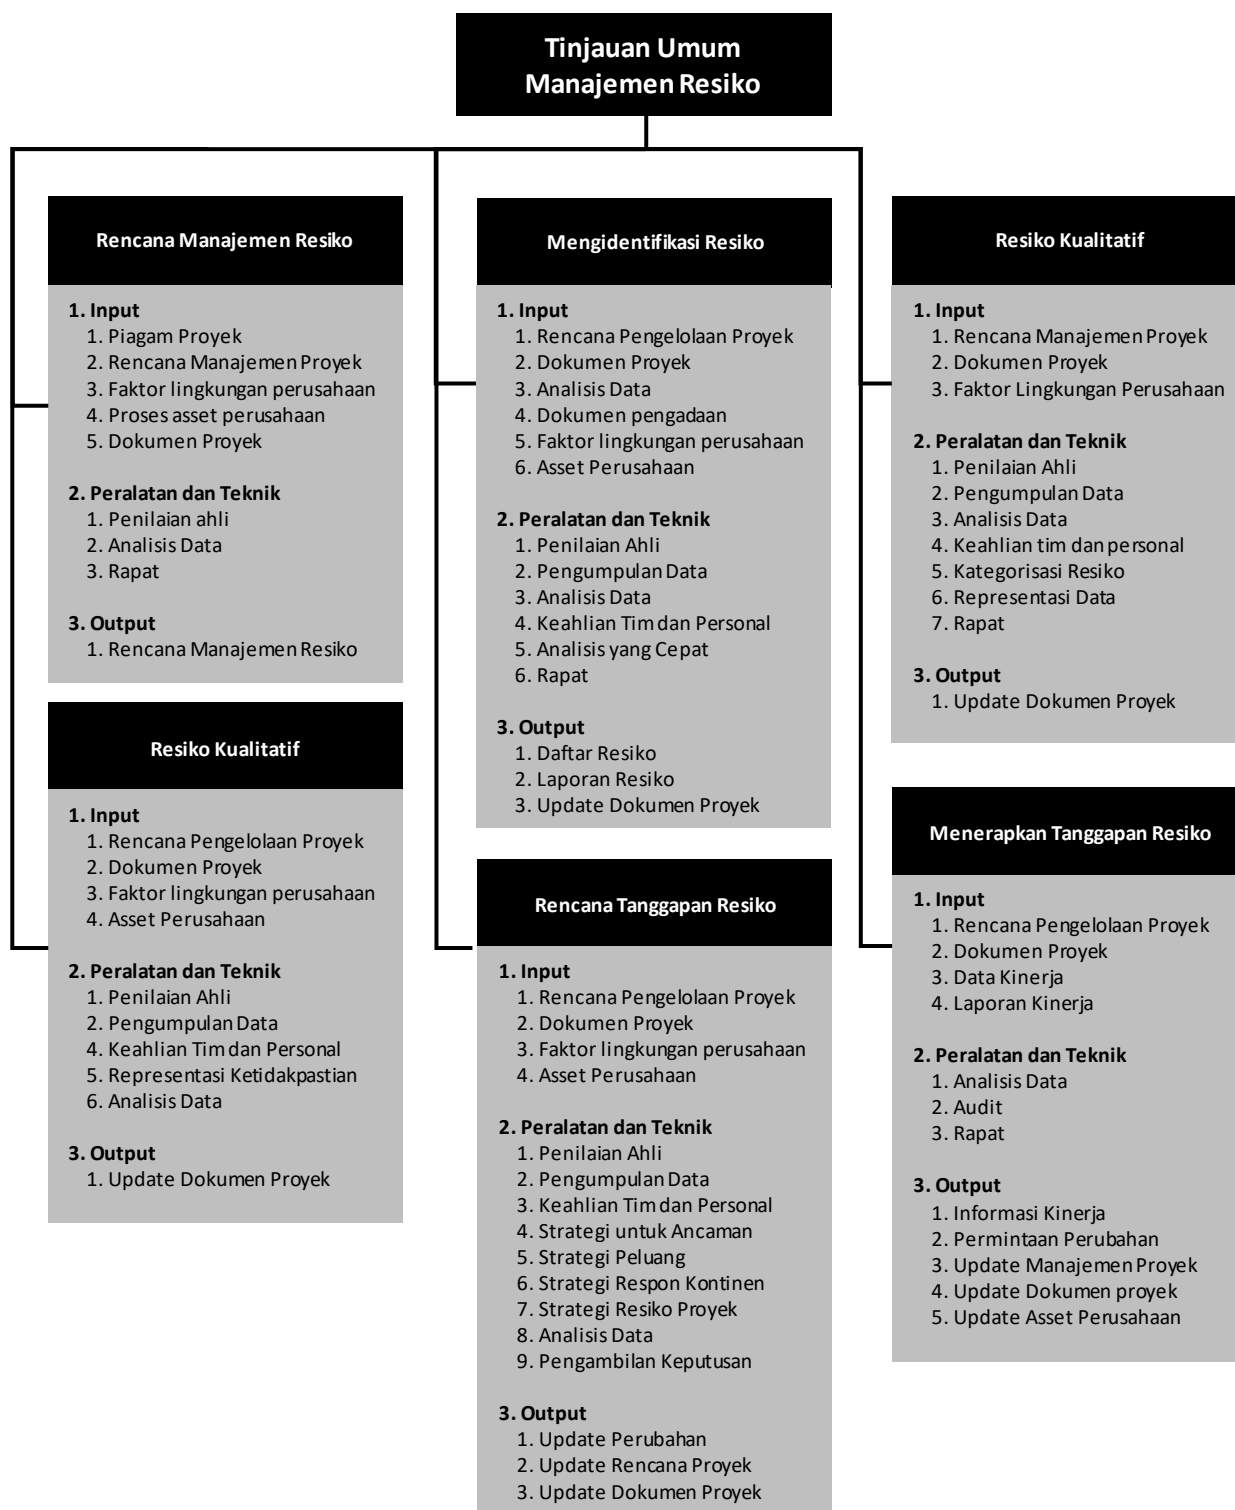 Tinjauan Umum
Manajemen Resiko
Rencana Manajemen Resiko
1. Input
1. Piagam Proyek
2. Rencana Manajemen Proyek
3. Faktor lingkungan perusahaan
4. Proses asset perusahaan
5. Dokumen Proyek
2. Peralatan dan Teknik
1. Penilaian ahli
2. Analisis Data
3. Rapat
3. Output
1. Rencana Manajemen Resiko
Mengidentifikasi Resiko
1. Input
1. Rencana Pengelolaan Proyek
2. Dokumen Proyek
3. Analisis Data
4. Dokumen pengadaan
5. Faktor lingkungan perusahaan
6. Asset Perusahaan
2. Peralatan dan Teknik
1. Penilaian Ahli
2. Pengumpulan Data
3. Analisis Data
4. Keahlian Tim dan Personal
5. Analisis yang Cepat
6. Rapat
3. Output
1. Daftar Resiko
2. Laporan Resiko
3. Update Dokumen Proyek
Resiko Kualitatif
1. Input
1. Rencana Manajemen Proyek
2. Dokumen Proyek
3. Faktor Lingkungan Perusahaan
2. Peralatan dan Teknik
1. Penilaian Ahli
2. Pengumpulan Data
3. Analisis Data
4. Keahlian tim dan personal
5. Kategorisasi Resiko
6. Representasi Data
7. Rapat
3. Output
1. Update Dokumen Proyek
Resiko Kualitatif
1. Input
1. Rencana Pengelolaan Proyek
2. Dokumen Proyek
3. Faktor lingkungan perusahaan
4. Asset Perusahaan
2. Peralatan dan Teknik
1. Penilaian Ahli
2. Pengumpulan Data
4. Keahlian Tim dan Personal
5. Representasi Ketidakpastian
6. Analisis Data
3. Output
1. Update Dokumen Proyek
Rencana Tanggapan Resiko
1. Input
1. Rencana Pengelolaan Proyek
2. Dokumen Proyek
3. Faktor lingkungan perusahaan
4. Asset Perusahaan
2. Peralatan dan Teknik
1. Penilaian Ahli
2. Pengumpulan Data
3. Keahlian Tim dan Personal
4. Strategi untuk Ancaman
5. Strategi Peluang
6. Strategi Respon Kontinen
7. Strategi Resiko Proyek
8. Analisis Data
9. Pengambilan Keputusan
3. Output
1. Update Perubahan
2. Update Rencana Proyek
3. Update Dokumen Proyek
Menerapkan Tanggapan Resiko
1. Input
1. Rencana Pengelolaan Proyek
2. Dokumen Proyek
3. Data Kinerja
4. Laporan Kinerja
2. Peralatan dan Teknik
1. Analisis Data
2. Audit
3. Rapat
3. Output
1. Informasi Kinerja
2. Permintaan Perubahan
3. Update Manajemen Proyek
4. Update Dokumen proyek
5. Update Asset Perusahaan